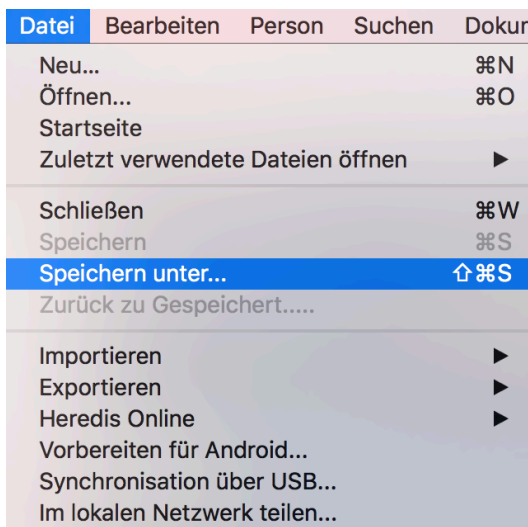 Datei Bearbeiten Person Suchen
Neu... ⌘N
Öffnen... ⌘O
Startseite
Zuletzt verwendete Dateien öffnen ▶
Schließen ⌘W
Speichern ⌘S
Speichern unter... ⇧⌘S
Zurück zu Gespeichert.....
Importieren ▶
Exportieren ▶
Heredis Online ▶
Vorbereiten für Android...
Synchronisation über USB...
Im lokalen Netzwerk teilen...